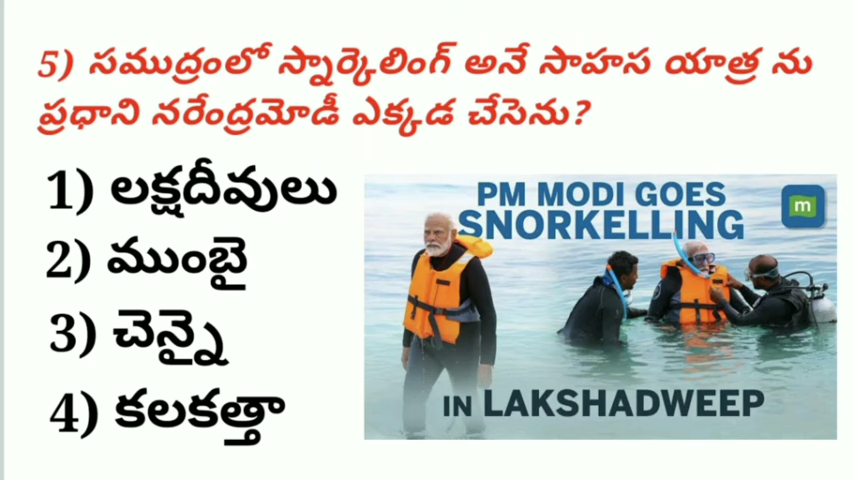 5) సముద్రంలో స్నార్కెలింగ్ అనే సాహస యాత్ర ను
ప్రధాని నరేంద్రమోడీ ఎక్కడ చేసెను?
1) లక్షదీవులు
2) ముంబై
3) చెన్నై
4) కలకత్తా
PM MODI GOES
SNORKELLING
m
IN LAKSHADWEEP